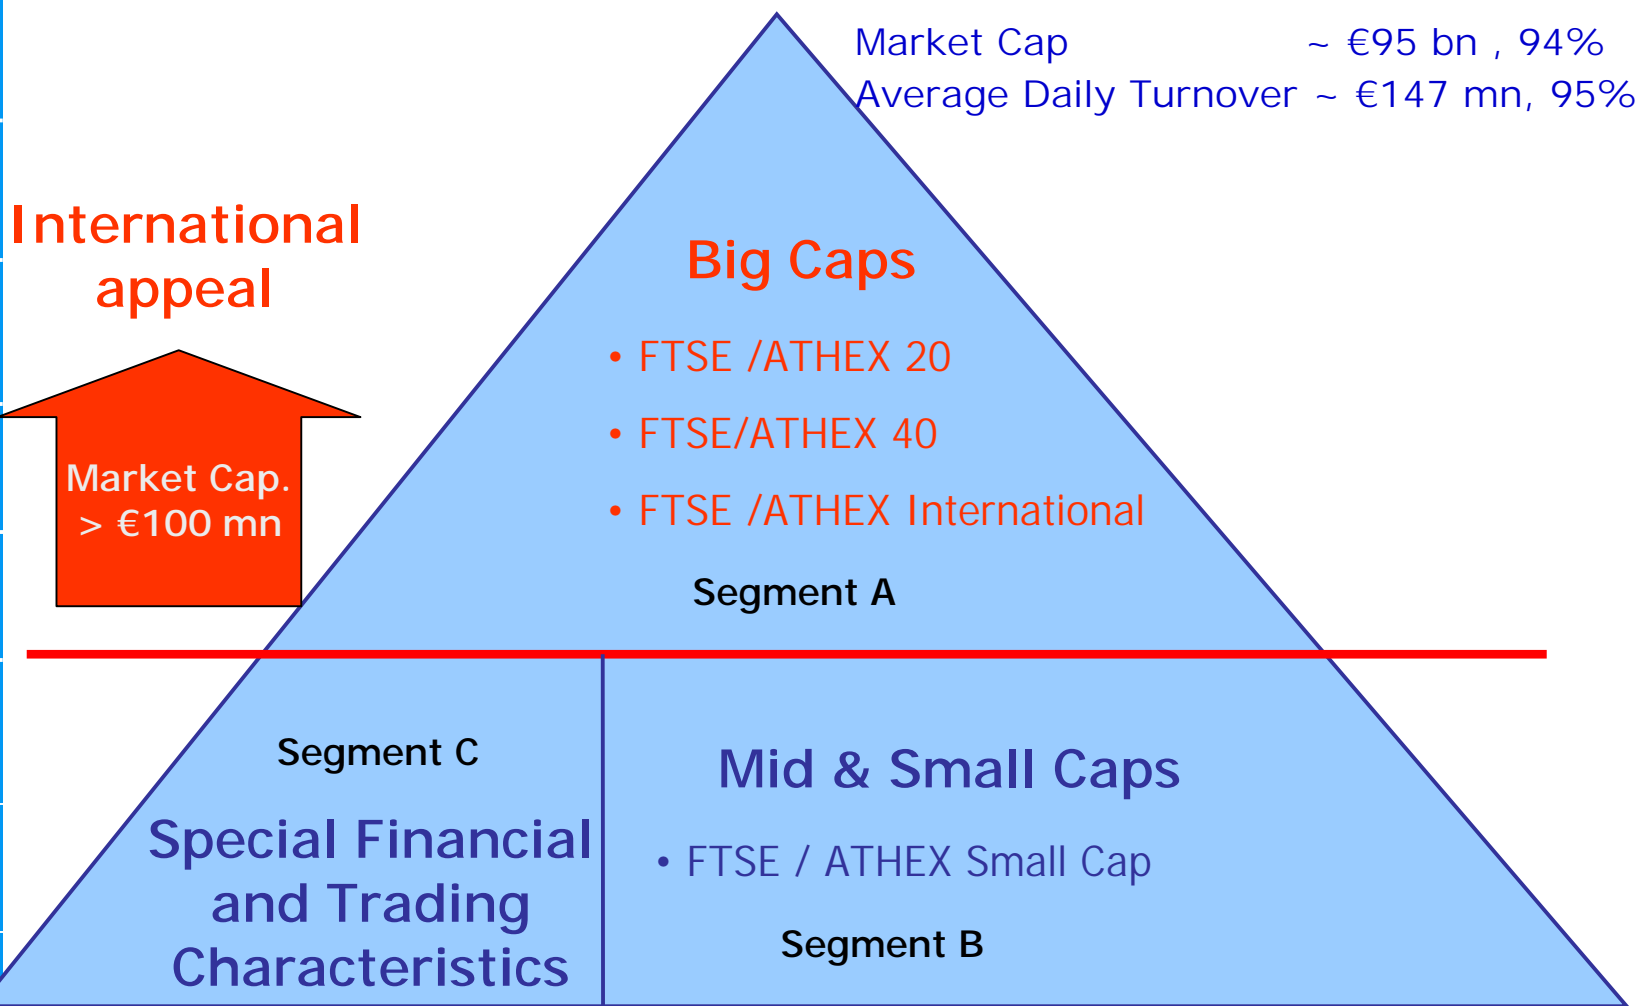 Market Cap ~ €95 bn , 94%
Average Daily Turnover ~ €147 mn, 95%
International
appeal
Market Cap.
> €100 mn
Big Caps
• FTSE /ATHEX 20
• FTSE/ATHEX 40
• FTSE /ATHEX International
Segment A
Segment C
Special Financial
and Trading
Characteristics
Mid & Small Caps
• FTSE / ATHEX Small Cap
Segment B